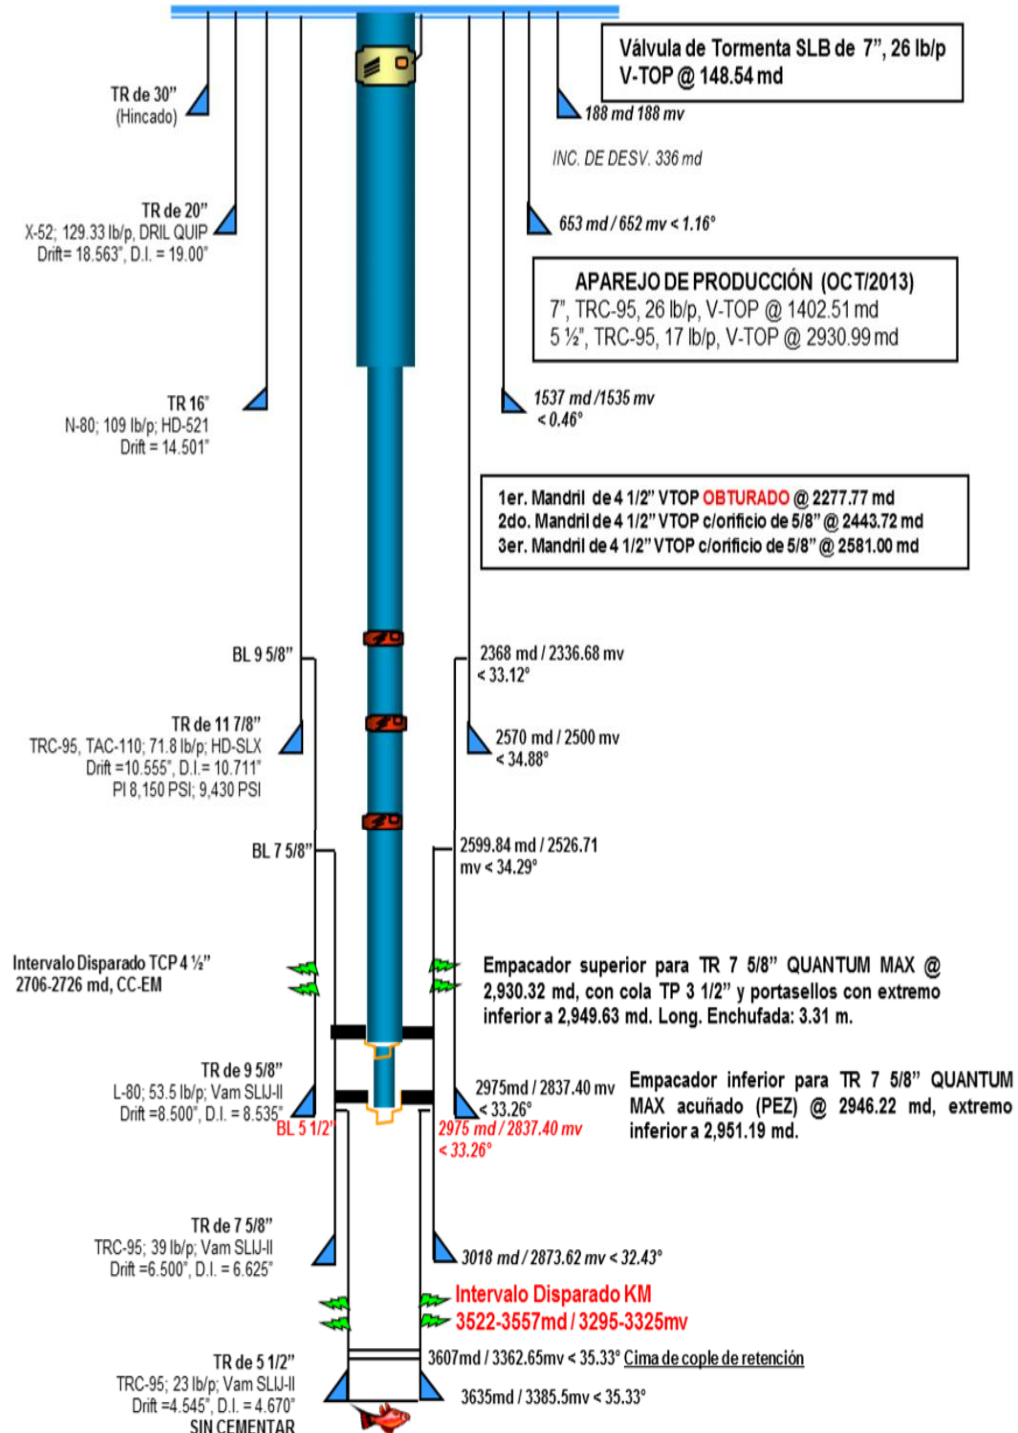 Válvula de Tormenta SLB de 7", 26 lb/p
V-TOP @ 148.54 md
TR de 30"
(Hincado)
188 md 188 mv
INC. DE DESV. 336 md
TR de 20"
X-52; 129.33 lb/p, DRIL QUIP
Drift= 18.563", D.I. = 19.00"
653 md / 652 mv < 1.16°
APAREJO DE PRODUCCIÓN (OCT/2013)
7", TRC-95, 26 lb/p, V-TOP @ 1402.51 md
5 ½", TRC-95, 17 lb/p, V-TOP @ 2930.99 md
TR 16"
N-80; 109 lb/p; HD-521
Drift = 14.501"
1537 md /1535 mv
< 0.46°
1er. Mandril de 4 1/2" VTOP OBTURADO @ 2277.77 md
2do. Mandril de 4 1/2" VTOP c/orificio de 5/8" @ 2443.72 md
3er. Mandril de 4 1/2" VTOP c/orificio de 5/8" @ 2581.00 md
BL 9 5/8"
2368 md / 2336.68 mv
< 33.12°
TR de 11 7/8"
TRC-95, TAC-110; 71.8 lb/p; HD-SLX
Drift =10.555", D.I.= 10.711"
PI 8,150 PSI; 9,430 PSI
2570 md / 2500 mv
< 34.88°
BL 7 5/8"
2599.84 md / 2526.71
mv < 34.29°
Intervalo Disparado TCP 4 ½"
2706-2726 md, CC-EM
Empacador superior para TR 7 5/8" QUANTUM MAX @
2,930.32 md, con cola TP 3 1/2" y portasellos con extremo
inferior a 2,949.63 md. Long. Enchufada: 3.31 m.
TR de 9 5/8"
L-80; 53.5 lb/p; Vam SLIJ-II
Drift =8.500", D.I. = 8.535"
2975md / 2837.40 mv
< 33.26°
Empacador inferior para TR 7 5/8" QUANTUM
MAX acuñado (PEZ) @ 2946.22 md, extremo
inferior a 2,951.19 md.
BL 5 1/2"
2975 md / 2837.40 mv
< 33.26°
TR de 7 5/8"
TRC-95; 39 lb/p; Vam SLIJ-II
Drift =6.500", D.I. = 6.625"
3018 md / 2873.62 mv < 32.43°
Intervalo Disparado KM
3522-3557md / 3295-3325mv
3607md / 3362.65mv < 35.33° Cima de cople de retención
TR de 5 1/2"
TRC-95; 23 lb/p; Vam SLIJ-II
Drift =4.545", D.I. = 4.670"
SIN CEMENTAR
3635md / 3385.5mv < 35.33°